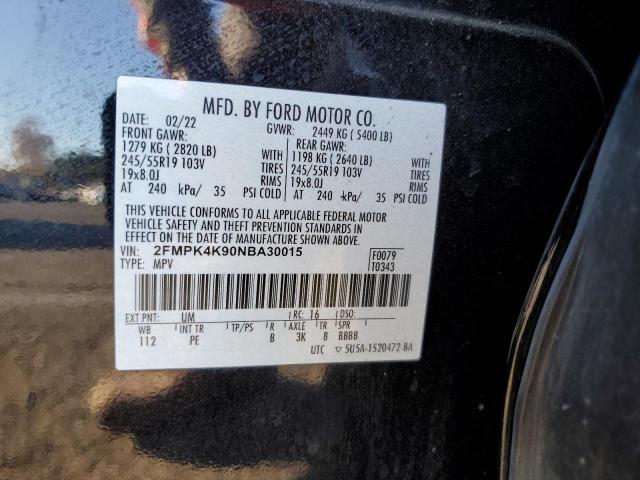 MFD. BY FORD MOTOR CO.
DATE: 02/22 GVWR: 2449 KG ( 5400 LB)
FRONT GAWR: REAR GAWR:
1279 KG ( 2820 LB) WITH 1198 KG ( 2640 LB) WITH
245/55R19 103V TIRES 245/55R19 103V TIRES
19x8.0J RIMS 19x8.0J RIMS
AT 240 kPa/ 35 PSI COLD AT 240 kPa/ 35 PSI COLD
THIS VEHICLE CONFORMS TO ALL APPLICABLE FEDERAL MOTOR
VEHICLE SAFETY AND THEFT PREVENTION STANDARDS IN
EFFECT ON THE DATE OF MANUFACTURE SHOWN ABOVE.
VIN: 2FMPK4K90NBA30015 F0079
TYPE: MPV T0343
EXT PNT: UM RC: 16 DSO:
WB INT TR TP/PS R AXLE TR SPR
112 PE B 3K 8 BBBB
UTC ▽5U5A-1520472-BA